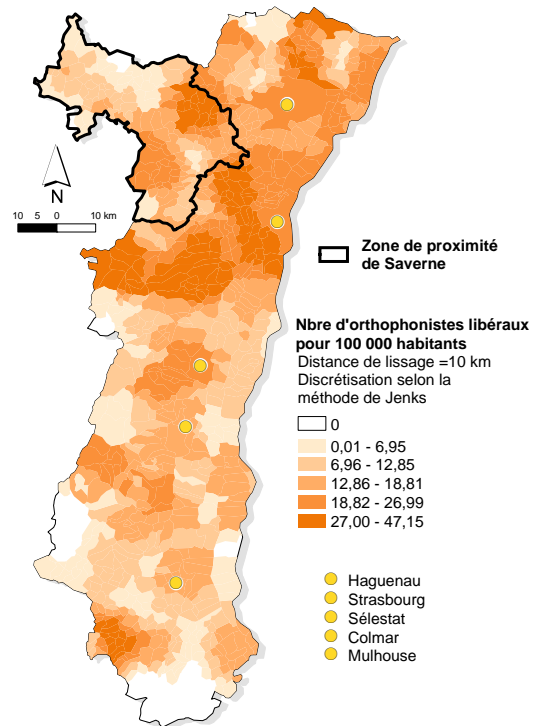 N
10 5 0 10 km
Zone de proximité
de Saverne
Nbre d'orthophonistes libéraux
pour 100 000 habitants
Distance de lissage =10 km
Discrétisation selon la
méthode de Jenks
0
0,01 - 6,95
6,96 - 12,85
12,86 - 18,81
18,82 - 26,99
27,00 - 47,15
Haguenau
Strasbourg
Sélestat
Colmar
Mulhouse